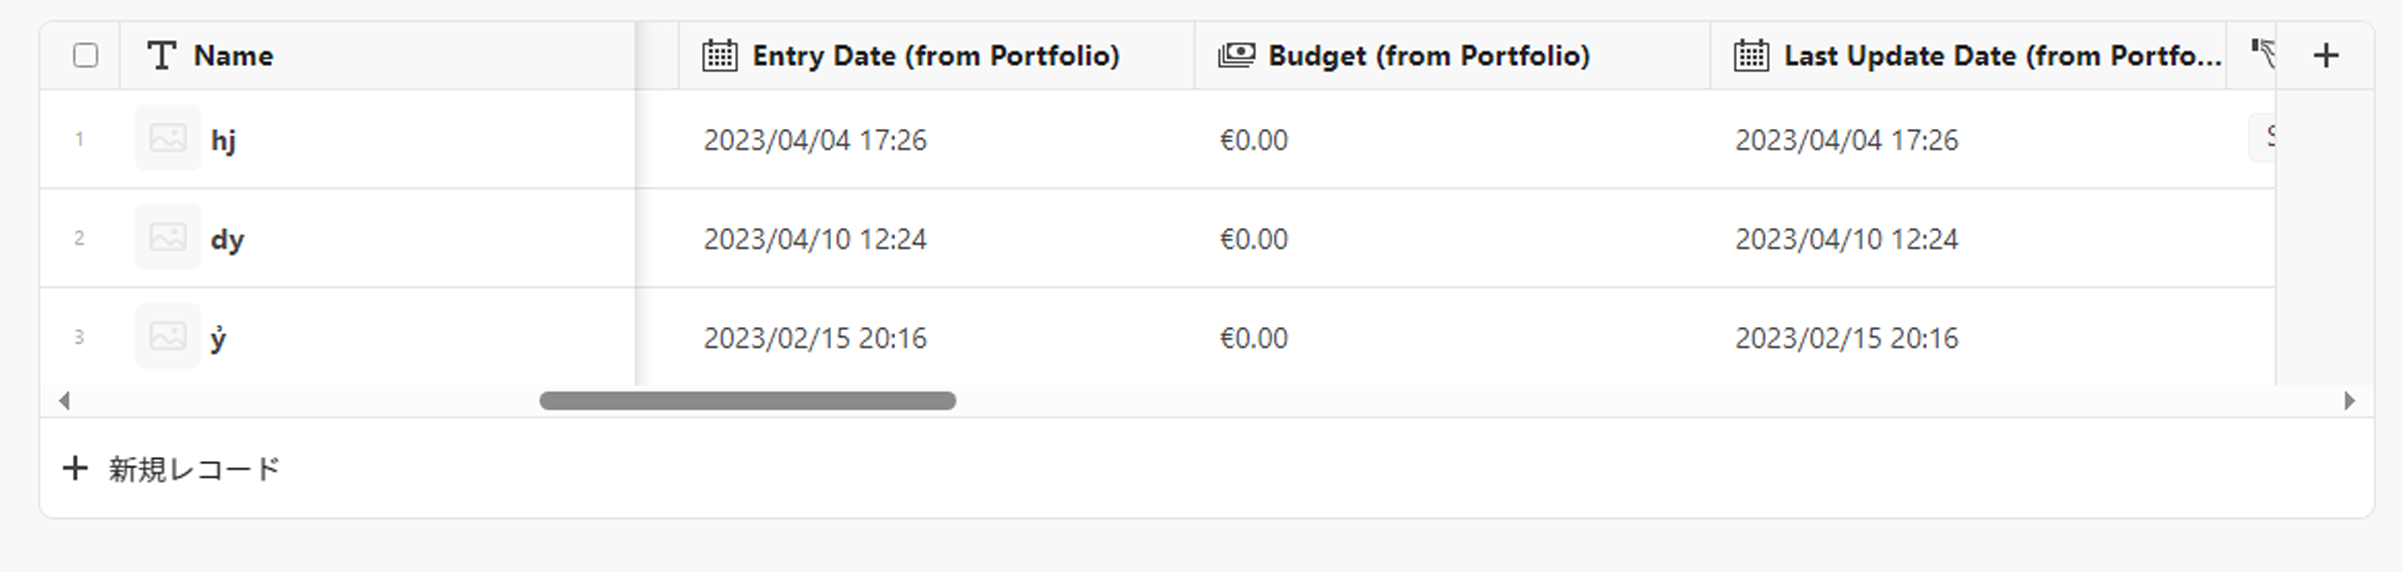 Name Entry Date (from Portfolio) Budget (from Portfolio) Last Update Date (from Portfo...
1 hj 2023/04/04 17:26 €0.00 2023/04/04 17:26
2 dy 2023/04/10 12:24 €0.00 2023/04/10 12:24
3 ỷ 2023/02/15 20:16 €0.00 2023/02/15 20:16
+ 新規レコード